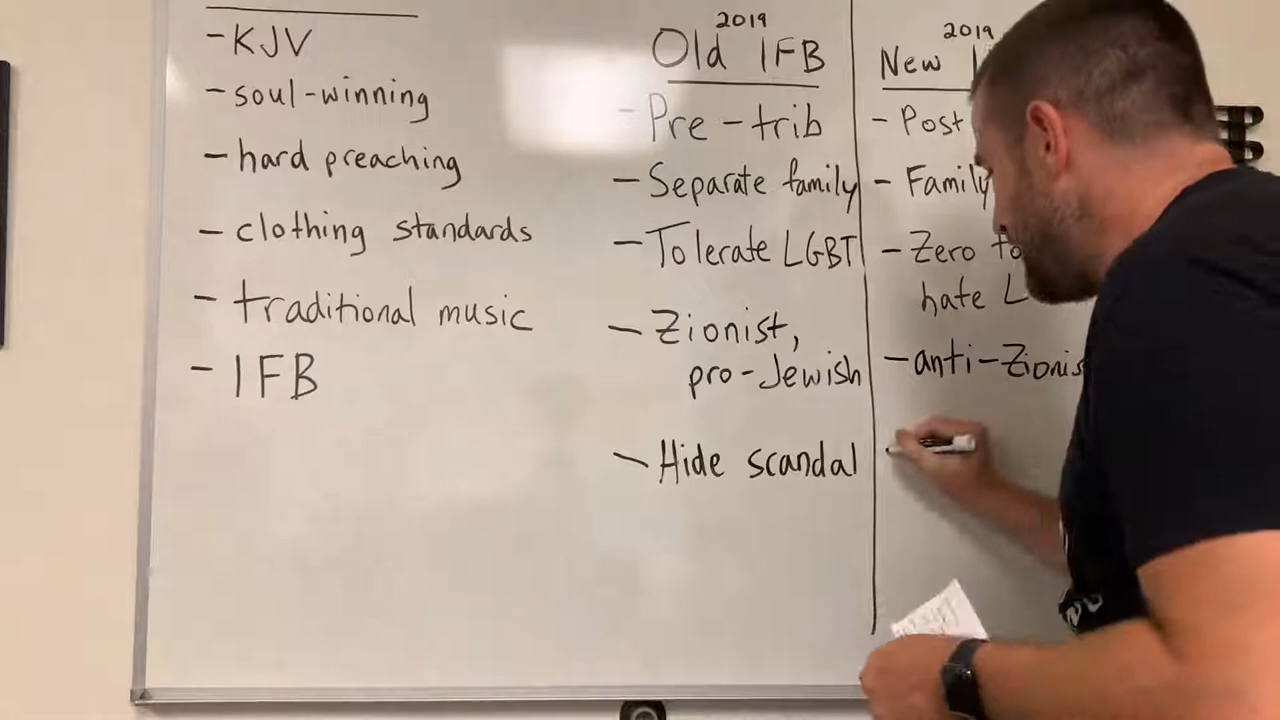 - KJV
- soul-winning
- hard preaching
- clothing standards
- traditional music
- IFB
2019
Old IFB
- Pre-trib
- Separate family
- Tolerate LGBT
- Zionist,
pro-Jewish
- Hide scandal
2019
New
- Post
- Family
- Zero
hate
- anti-Zionis